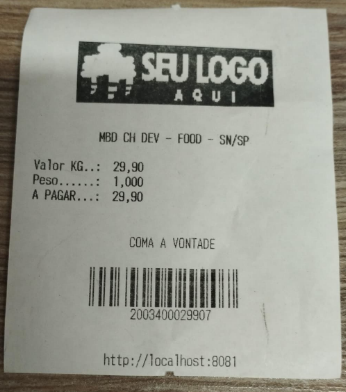 SEU LOGO
AQUI
MBD CH DEV - FOOD - SN/SP
Valor KG..: 29,90
Peso......: 1,000
A PAGAR...: 29,90
COMA A VONTADE
2003400029907
http://localhost:8081